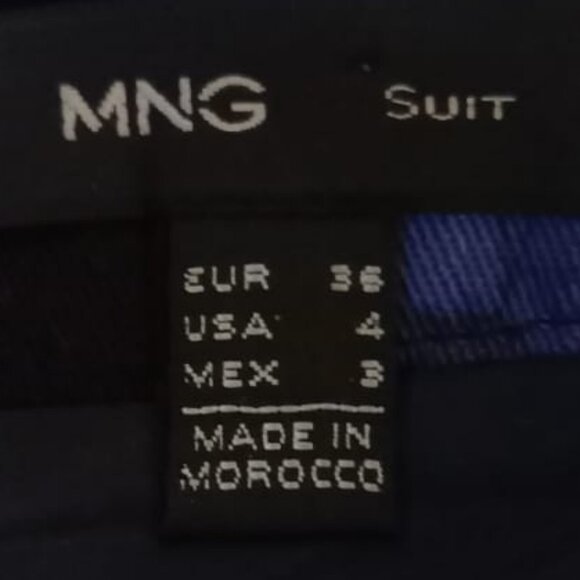 MNG SUIT
EUR 36
USA 4
MEX 3
MADE IN
MOROCCO